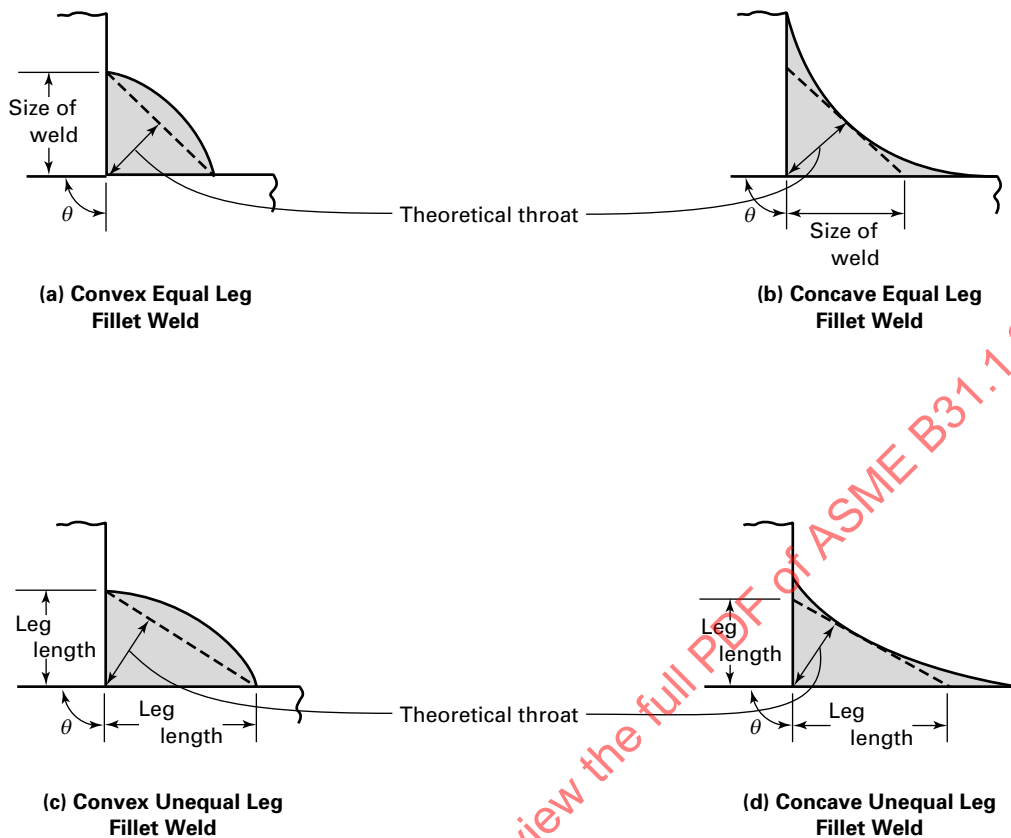 Size of
weld
θ
Theoretical throat
θ
Size of
weld
(a) Convex Equal Leg
Fillet Weld
(b) Concave Equal Leg
Fillet Weld
Leg
length
θ
Leg
length
Theoretical throat
Leg
length
θ
Leg
length
(c) Convex Unequal Leg
Fillet Weld
(d) Concave Unequal Leg
Fillet Weld
view the full PDF of ASME B31.1